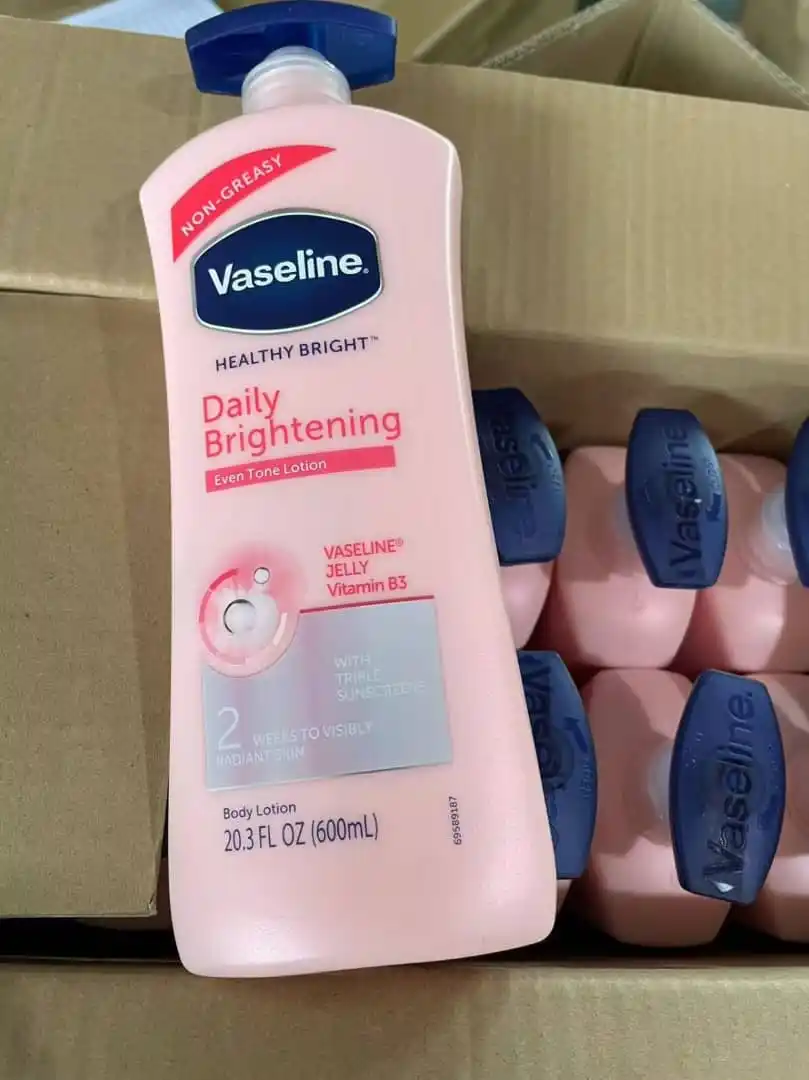 NON-GREASY
Vaseline®
HEALTHY BRIGHT™
Daily
Brightening
Even Tone Lotion
VASELINE®
JELLY
Vitamin B3
WITH
TRIPLE
SUNSCREENS
2 WEEKS TO VISIBLY
RADIANT SKIN
Body Lotion
20.3 FL OZ (600mL)
69589187
Vaseline
Vaseline
Vaseline
Vaseline.